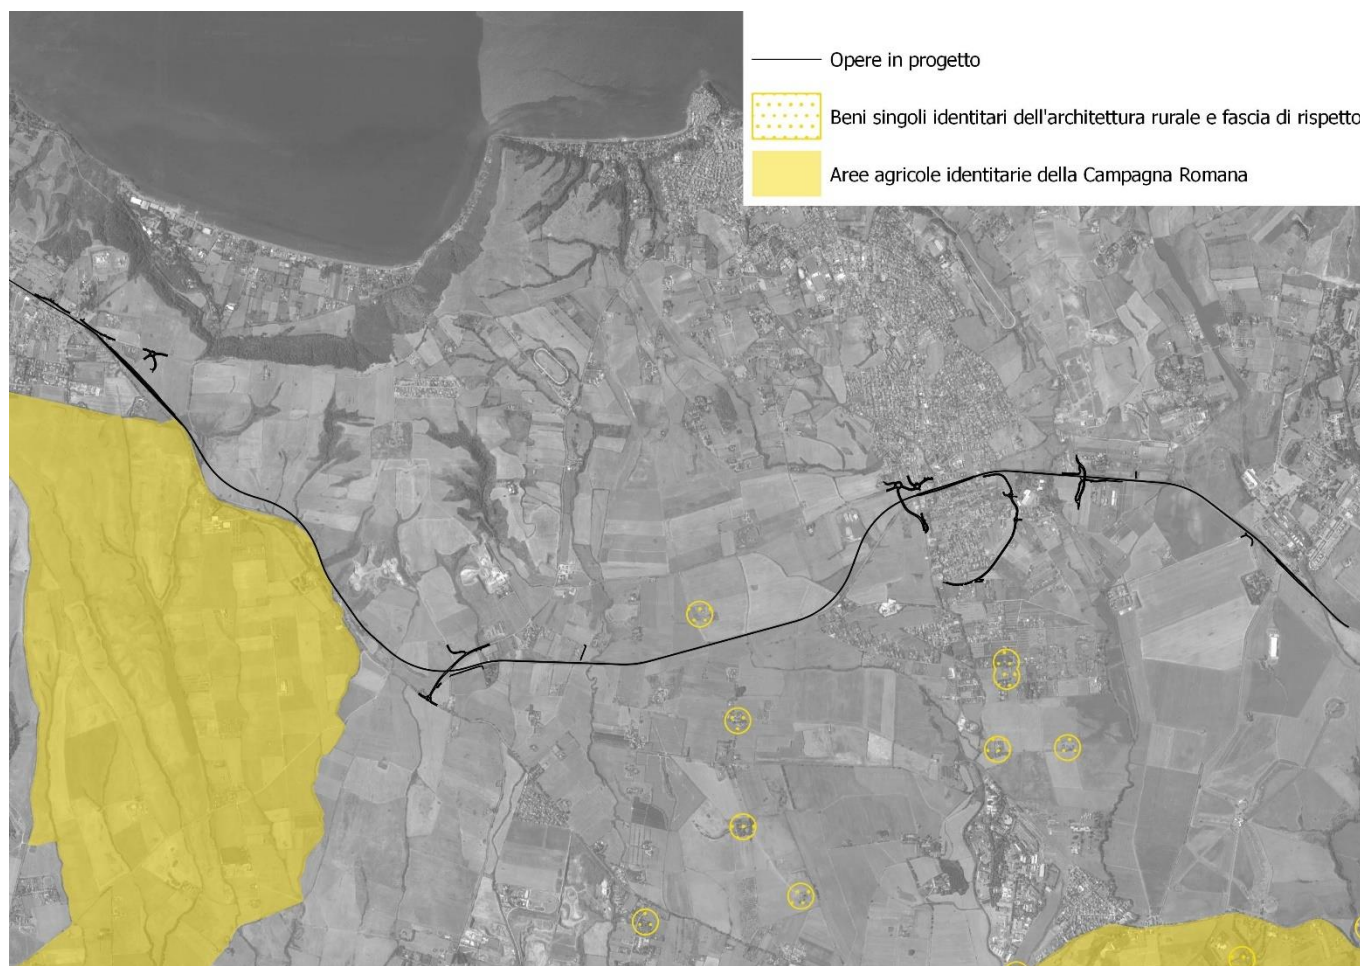 Opere in progetto
Beni singoli identitari dell'architettura rurale e fascia di rispetto
Aree agricole identitarie della Campagna Romana